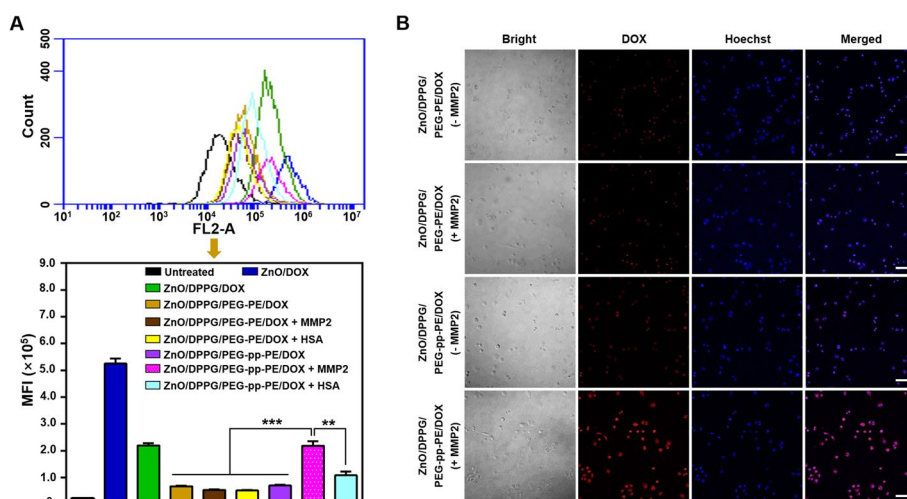 A
500
400
200
0
Count
10¹ 10² 10³ 10⁴ 10⁵ 10⁶ 10⁷
FL2-A
9.0
8.0
7.0
6.0
5.0
4.0
3.0
2.0
1.0
MFI (×10⁵)
Untreated ZnO/DOX
ZnO/DPPG/DOX
ZnO/DPPG/PEG-PE/DOX
ZnO/DPPG/PEG-PE/DOX + MMP2
ZnO/DPPG/PEG-PE/DOX + HSA
ZnO/DPPG/PEG-pp-PE/DOX
ZnO/DPPG/PEG-pp-PE/DOX + MMP2
ZnO/DPPG/PEG-pp-PE/DOX + HSA
*** **
B
Bright DOX Hoechst Merged
ZnO/DPPG/
PEG-PE/DOX
(- MMP2)
ZnO/DPPG/
PEG-PE/DOX
(+ MMP2)
ZnO/DPPG/
PEG-pp-PE/DOX
(- MMP2)
ZnO/DPPG/
PEG-pp-PE/DOX
(+ MMP2)